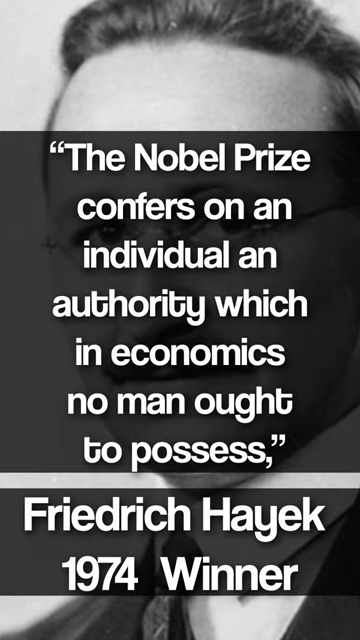 “The Nobel Prize
confers on an
individual an
authority which
in economics
no man ought
to possess,”
Friedrich Hayek
1974 Winner